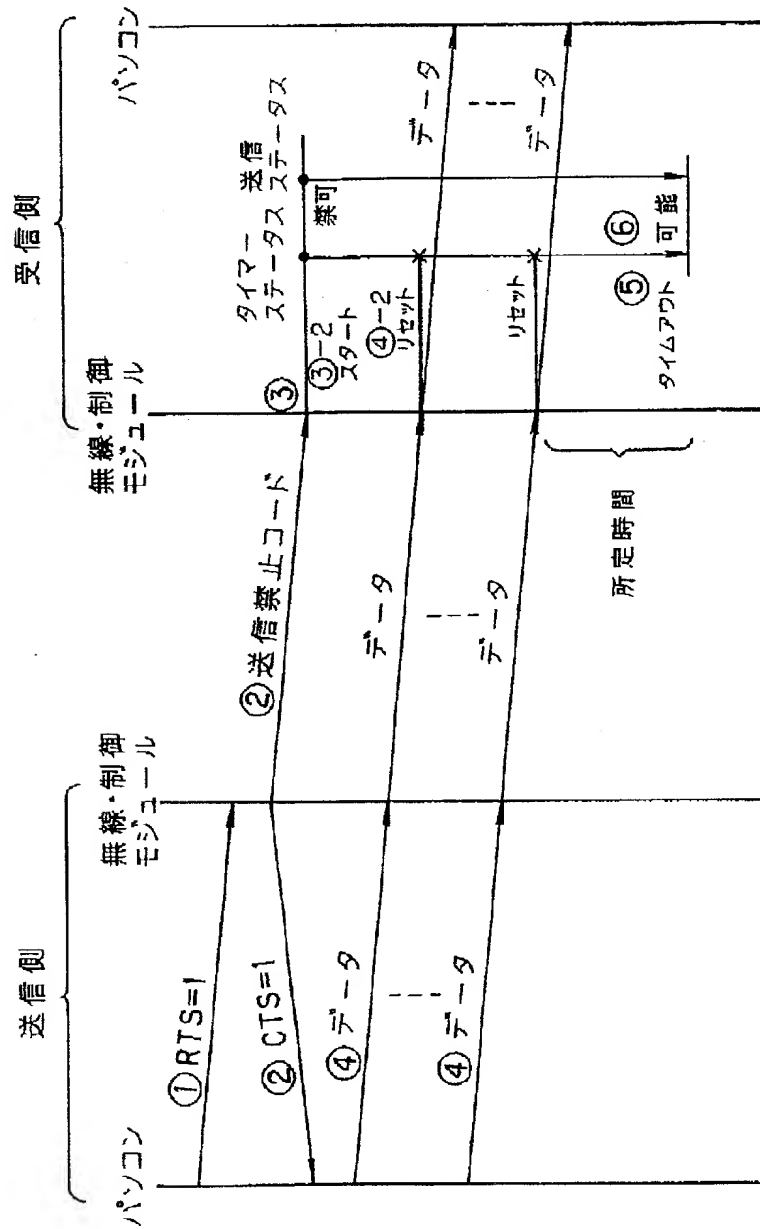 送信側
受信側
パソコン
無線・制御
モジュール
無線・制御
モジュール
パソコン
①RTS=1
②CTS=1
②送信禁止コード
③
③-2
スタート
タイマー
ステータス
送信
ステータス
禁可
④データ
データ
④-2
リセット
データ
④データ
データ
リセット
データ
所定時間
⑤
タイムアウト
⑥
可能